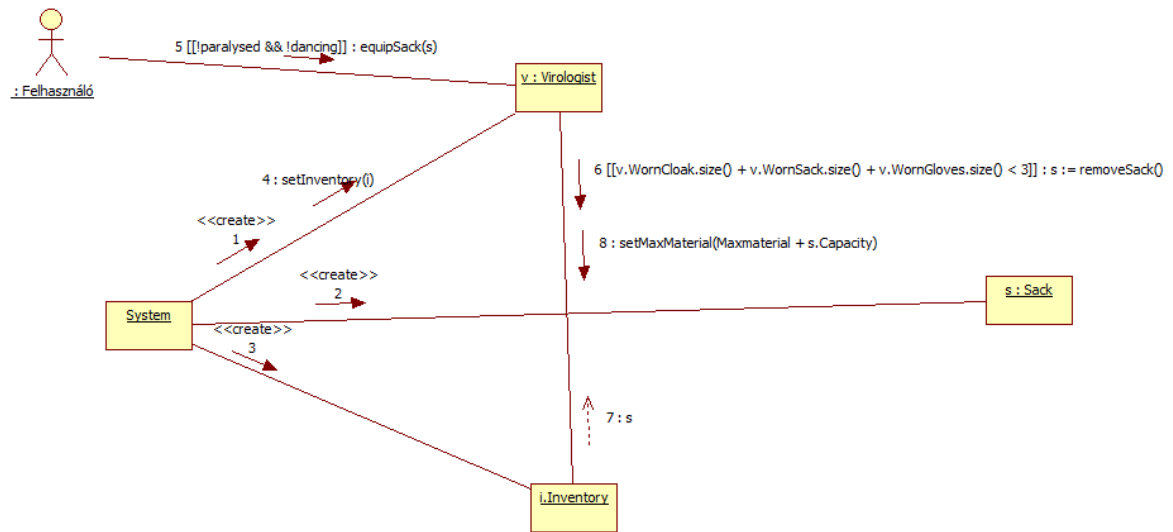 5 [[!paralysed && !dancing]] : equipSack(s)
: Felhasználó
v : Virologist
6 [[v.WornCloak.size() + v.WornSack.size() + v.WornGloves.size() < 3]] : s := removeSack()
4 : setInventory(i)
<<create>>
1
8 : setMaxMaterial(Maxmaterial + s.Capacity)
<<create>>
2
s : Sack
System
<<create>>
3
7 : s
i.Inventory